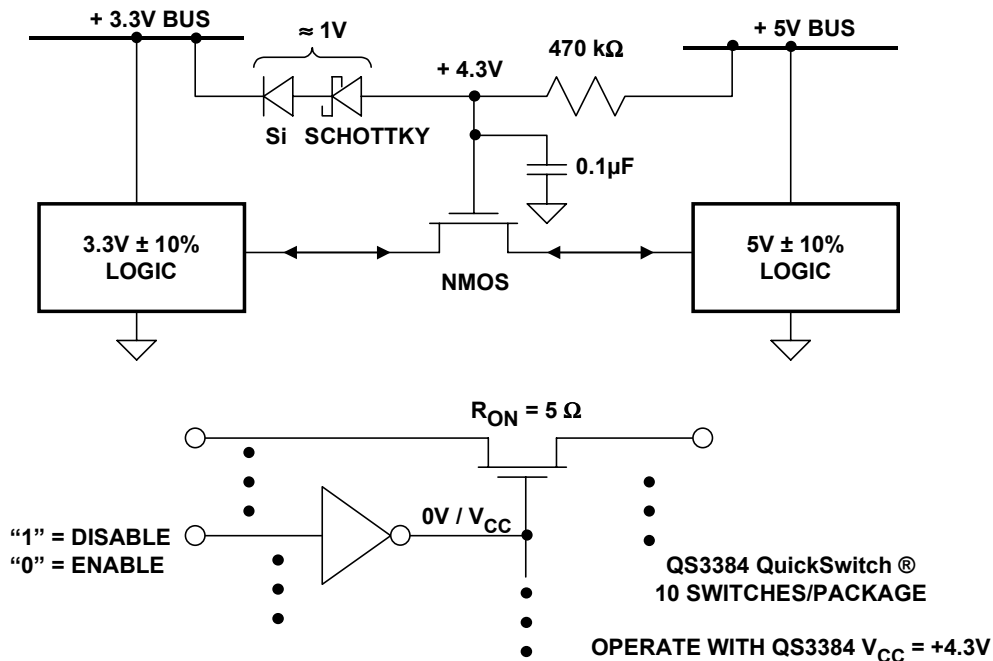 + 3.3V BUS
≈ 1V
+ 5V BUS
470 kΩ
+ 4.3V
Si SCHOTTKY
0.1µF
3.3V ± 10%
LOGIC
5V ± 10%
LOGIC
NMOS
RON = 5 Ω
0V / VCC
“1” = DISABLE
“0” = ENABLE
QS3384 QuickSwitch ®
10 SWITCHES/PACKAGE
OPERATE WITH QS3384 VCC = +4.3V